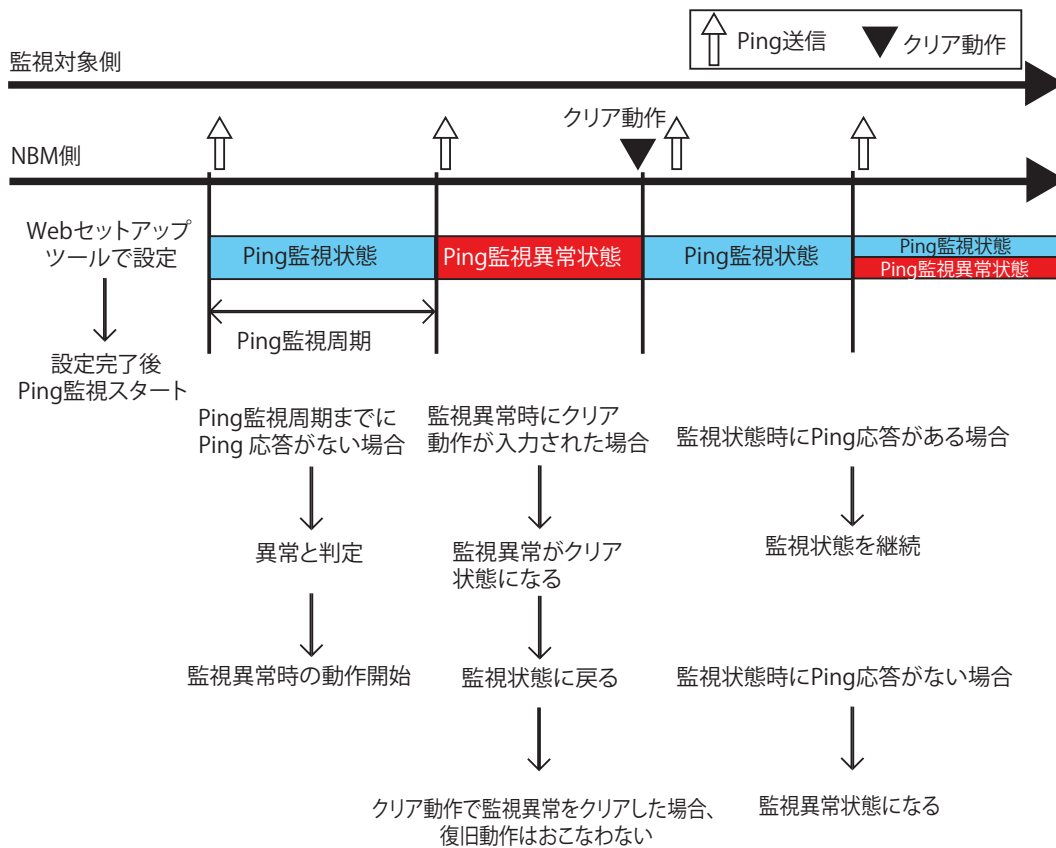 Ping送信
クリア動作
監視対象側
クリア動作
NBM側
Webセットアップ
ツールで設定
Ping監視状態
Ping監視異常状態
Ping監視状態
Ping監視状態
Ping監視異常状態
Ping監視周期
設定完了後
Ping監視スタート
Ping監視周期までに
Ping 応答がない場合
異常と判定
監視異常時の動作開始
監視異常時にクリア
動作が入力された場合
監視異常がクリア
状態になる
監視状態に戻る
クリア動作で監視異常をクリアした場合、
復旧動作はおこなわない
監視状態時にPing応答がある場合
監視状態を継続
監視状態時にPing応答がない場合
監視異常状態になる